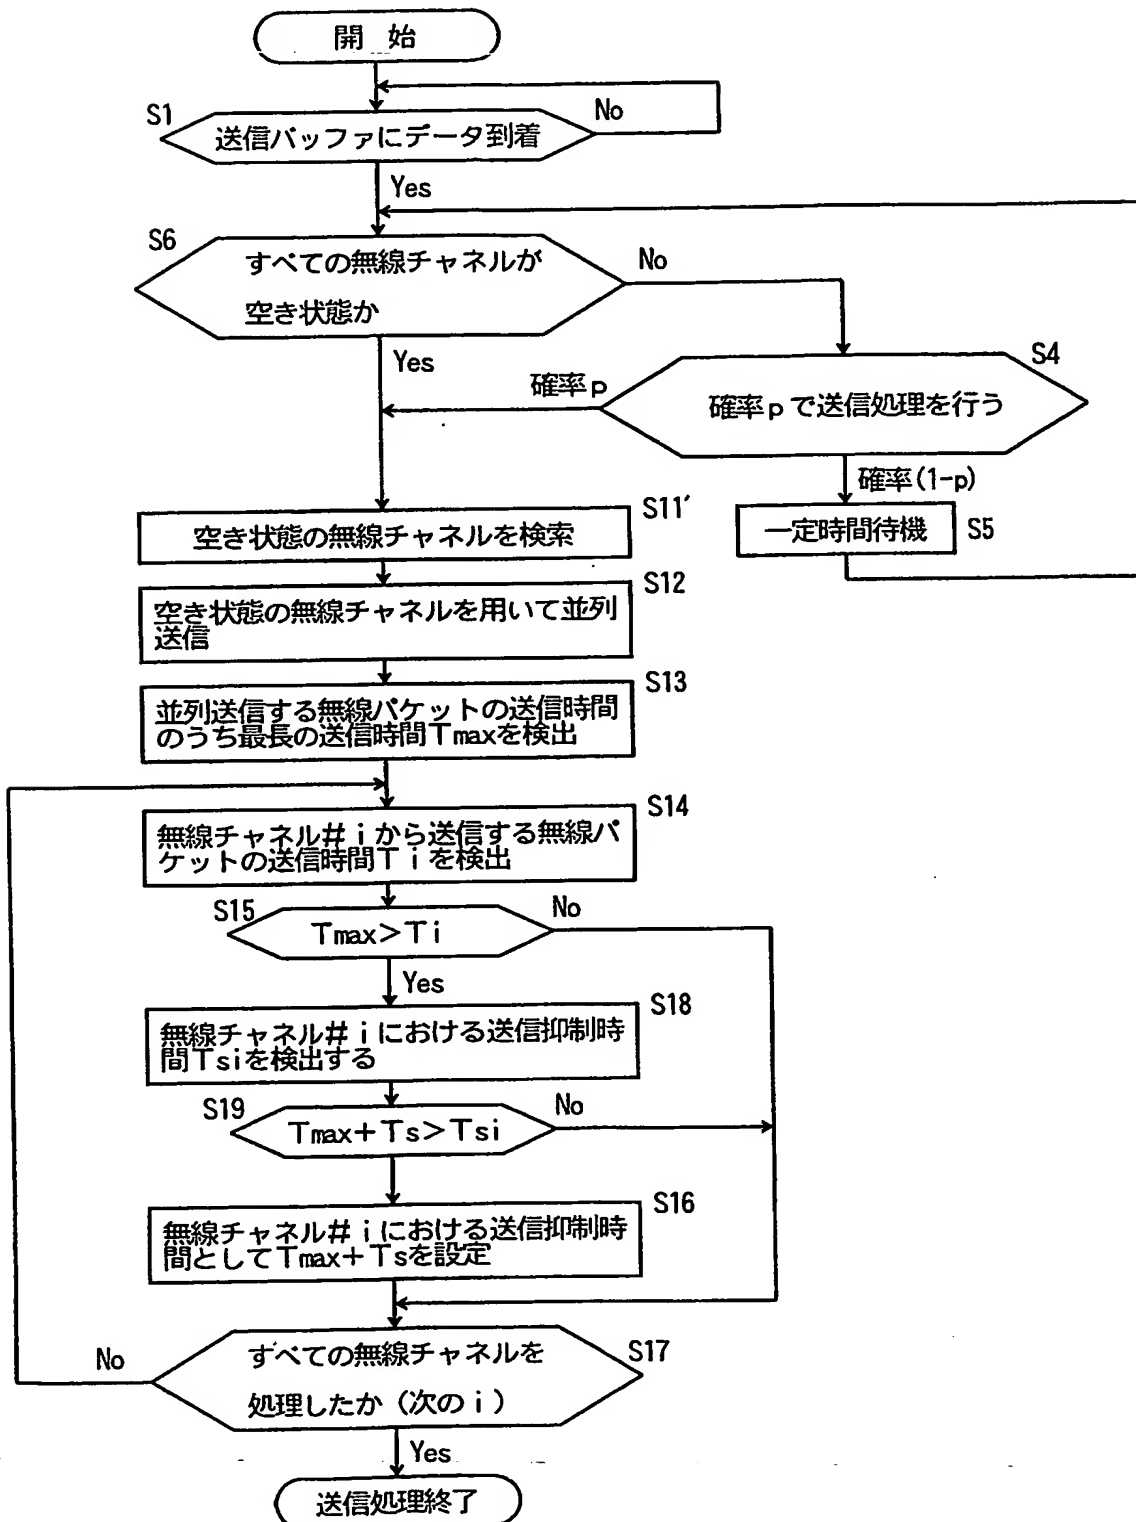 開 始
S1
送信バッファにデータ到着
No
Yes
S6
すべての無線チャネルが
空き状態か
No
Yes
S4
確率p
確率pで送信処理を行う
確率(1-p)
S11′
空き状態の無線チャネルを検索
一定時間待機
S5
S12
空き状態の無線チャネルを用いて並列
送信
S13
並列送信する無線パケットの送信時間
のうち最長の送信時間Tmaxを検出
S14
無線チャネル#iから送信する無線パ
ケットの送信時間Tiを検出
S15
Tmax>Ti
No
Yes
S18
無線チャネル#iにおける送信抑制時
間Tsiを検出する
S19
Tmax+Ts>Tsi
No
S16
無線チャネル#iにおける送信抑制時
間としてTmax+Tsを設定
No
すべての無線チャネルを
処理したか(次のi)
S17
Yes
送信処理終了